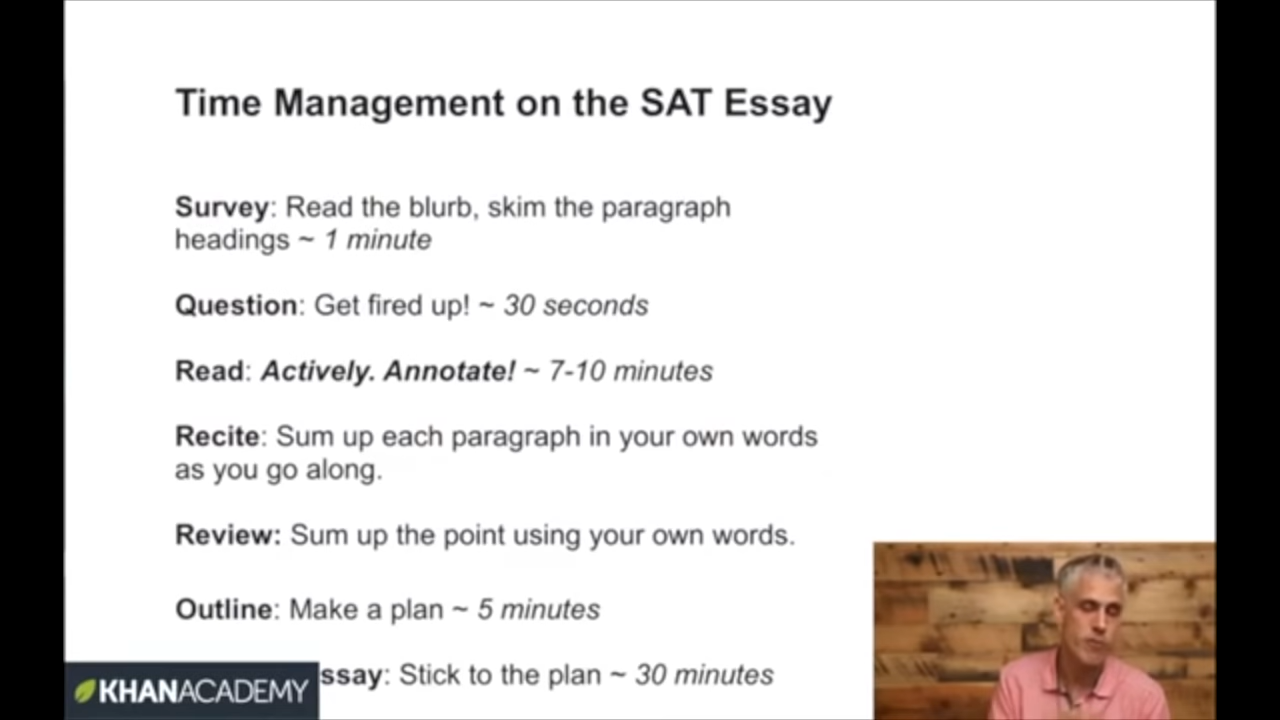 Time Management on the SAT Essay
Survey: Read the blurb, skim the paragraph
headings ~ 1 minute
Question: Get fired up! ~ 30 seconds
Read: Actively. Annotate! ~ 7-10 minutes
Recite: Sum up each paragraph in your own words
as you go along.
Review: Sum up the point using your own words.
Outline: Make a plan ~ 5 minutes
: Stick to the plan ~ 30 minutes
KHANACADEMY